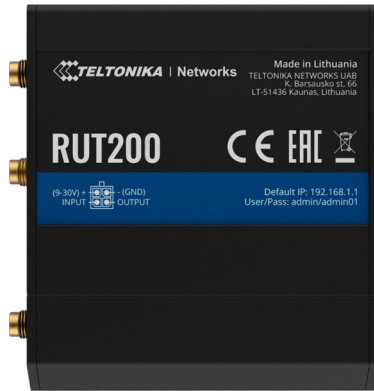 TELTONIKA | Networks
Made in Lithuania
TELTONIKA NETWORKS UAB
K. Barsausko st. 66
LT-51436 Kaunas, Lithuania
RUT200
CE EAC
(9-30V) + - (GND)
INPUT OUTPUT
Default IP: 192.168.1.1
User/Pass: admin/admin01